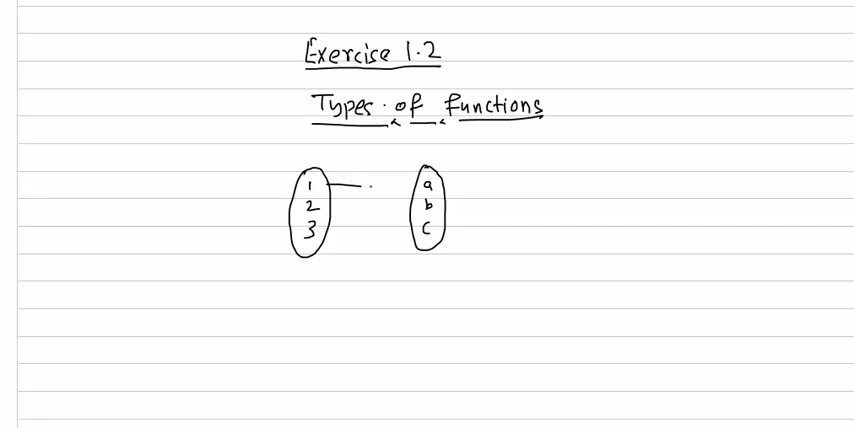 Exercise 1.2
Types of functions
1 a
2 b
3 c